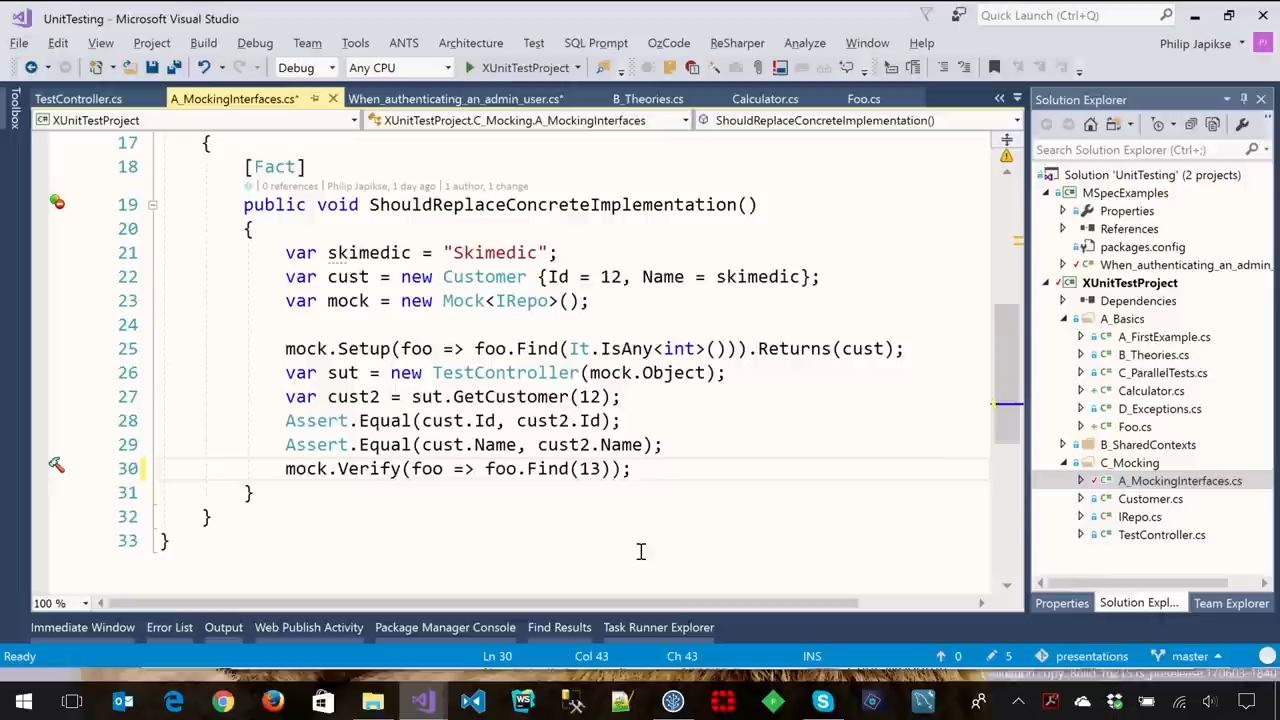 UnitTesting - Microsoft Visual Studio
Quick Launch (Ctrl+Q)
File Edit View Project Build Debug Team Tools ANTS Architecture Test SQL Prompt OzCode ReSharper Analyze Window Help
Philip Japikse
PJ
Debug Any CPU XUnitTestProject
Toolbox
TestController.cs A_MockingInterfaces.cs* When_authenticating_an_admin_user.cs* B_Theories.cs Calculator.cs Foo.cs
XUnitTestProject XUnitTestProject.C_Mocking.A_MockingInterfaces ShouldReplaceConcreteImplementation()
17 {
18 [Fact]
0 references | Philip Japikse, 1 day ago | 1 author, 1 change
19 public void ShouldReplaceConcreteImplementation()
20 {
21 var skimedic = "Skimedic";
22 var cust = new Customer {Id = 12, Name = skimedic};
23 var mock = new Mock<IRepo>();
24
25 mock.Setup(foo => foo.Find(It.IsAny<int>())).Returns(cust);
26 var sut = new TestController(mock.Object);
27 var cust2 = sut.GetCustomer(12);
28 Assert.Equal(cust.Id, cust2.Id);
29 Assert.Equal(cust.Name, cust2.Name);
30 mock.Verify(foo => foo.Find(13));
31 }
32 }
33 }
100 %
Solution Explorer
Search Solution Explorer (Ctrl+;)
Solution 'UnitTesting' (2 projects)
C# MSpecExamples
Properties
References
packages.config
C# When_authenticating_an_admin_
C# XUnitTestProject
Dependencies
A_Basics
C# A_FirstExample.cs
C# B_Theories.cs
C# C_ParallelTests.cs
C# Calculator.cs
C# D_Exceptions.cs
C# Foo.cs
B_SharedContexts
C_Mocking
C# A_MockingInterfaces.cs
C# Customer.cs
C# IRepo.cs
C# TestController.cs
Properties Solution Expl... Team Explorer
Immediate Window Error List Output Web Publish Activity Package Manager Console Find Results Task Runner Explorer
Ready Ln 30 Col 43 Ch 43 INS 0 5 presentations master